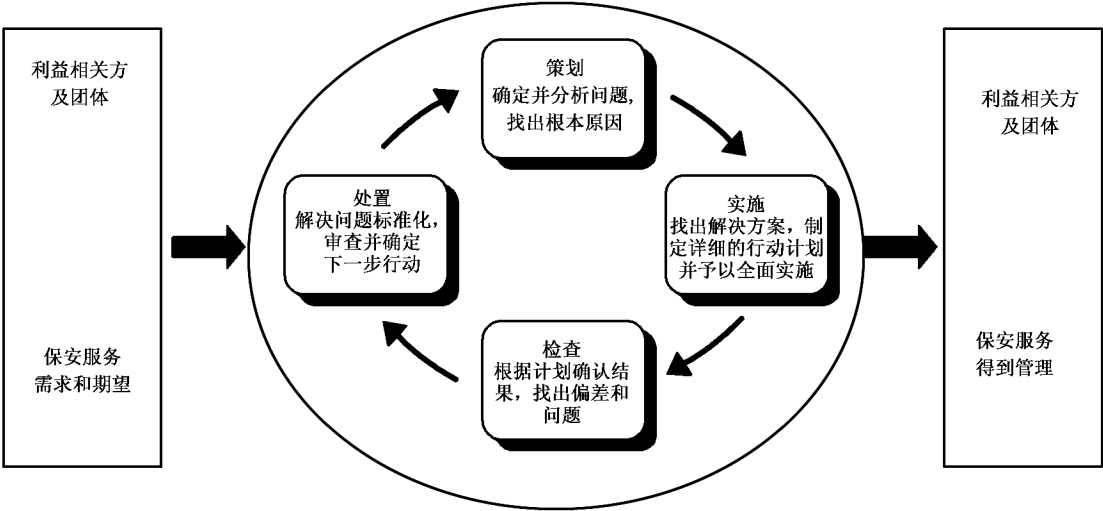 利益相关方
及团体
保安服务
需求和期望
策划
确定并分析问题,
找出根本原因
处置
解决问题标准化，
审查并确定
下一步行动
实施
找出解决方案，制
定详细的行动计划
并予以全面实施
检查
根据计划确认结
果，找出偏差和
问题
利益相关方
及团体
保安服务
得到管理